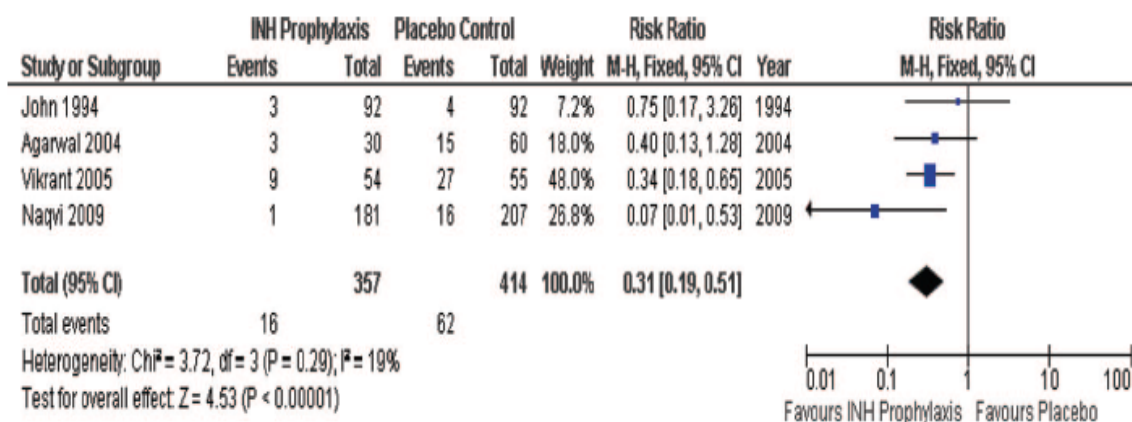 INH Prophylaxis Placebo Control Risk Ratio Risk Ratio
Study or Subgroup Events Total Events Total Weight M-H, Fixed, 95% CI Year M-H, Fixed, 95% CI
John 1994 3 92 4 92 7.2% 0.75 [0.17, 3.26] 1994
Agarwal 2004 3 30 15 60 18.0% 0.40 [0.13, 1.28] 2004
Vikrant 2005 9 54 27 55 48.0% 0.34 [0.18, 0.65] 2005
Naqvi 2009 1 181 16 207 26.8% 0.07 [0.01, 0.53] 2009
Total (95% CI) 357 414 100.0% 0.31 [0.19, 0.51]
Total events 16 62
Heterogeneity: Chi² = 3.72, df = 3 (P = 0.29); I² = 19%
Test for overall effect: Z = 4.53 (P < 0.00001)
0.01 0.1 1 10 100
Favours INH Prophylaxis Favours Placebo